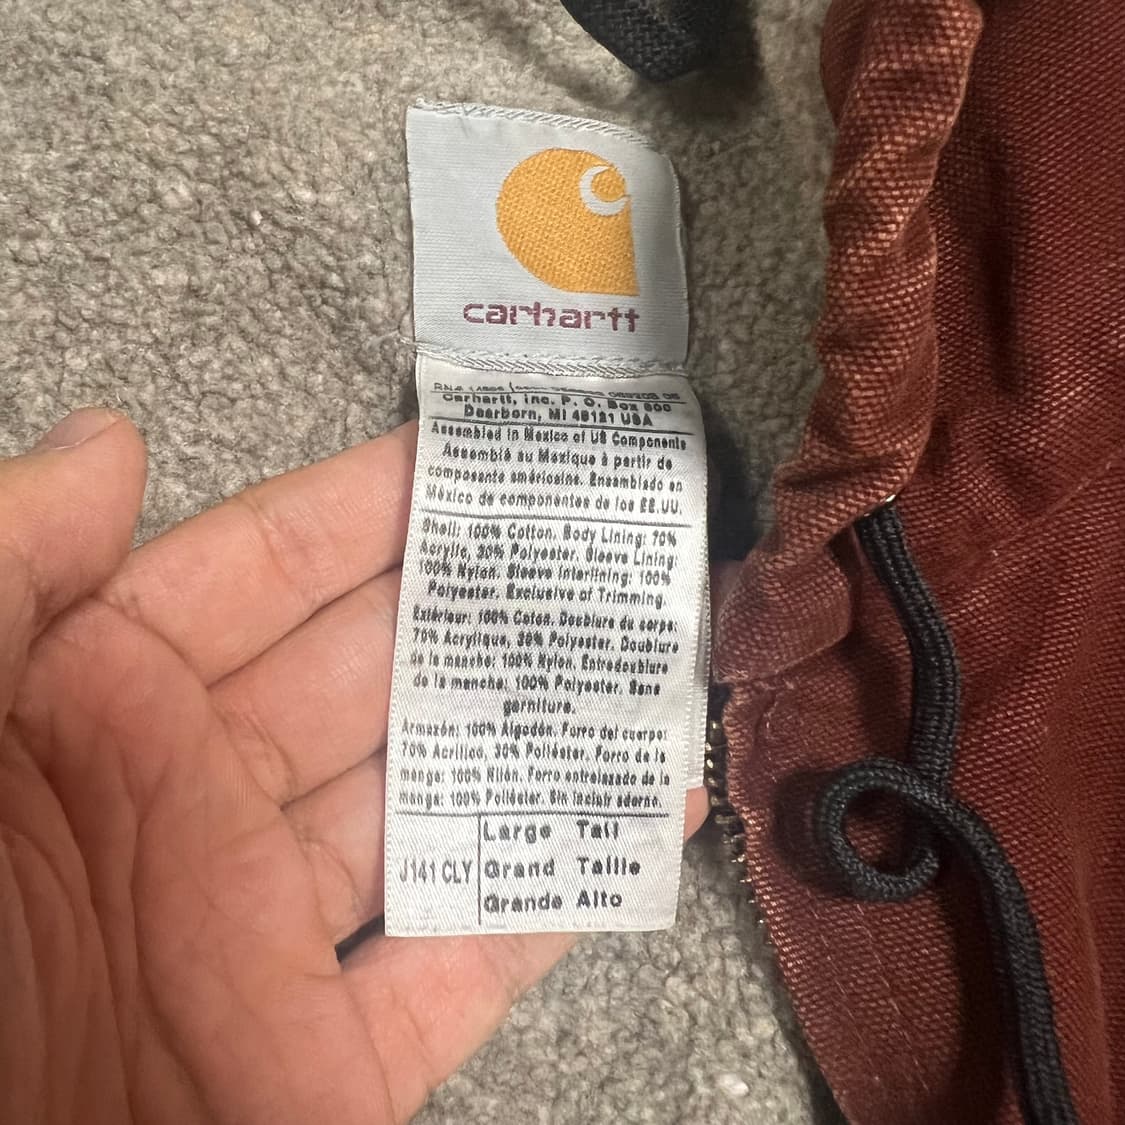 carhartt
Carhartt, Inc. P. O. Box 600
Dearborn, MI 48121 USA
Assembled in Mexico of US Components
Assemblé au Mexique à partir de
composants américains. Ensamblado en
México de componentes de los EE.UU.
Shell: 100% Cotton. Body Lining: 70%
Acrylic, 30% Polyester. Sleeve Lining:
100% Nylon. Sleeve Interlining: 100%
Polyester. Exclusive of Trimming.
Extérieur: 100% Coton. Doublure du corps:
70% Acrylique, 30% Polyester. Doublure
de la manche: 100% Nylon. Entredoublure
de la manche: 100% Polyester. Sans
garniture.
Armazón: 100% Algodón. Forro del cuerpo:
70% Acrílico, 30% Poliéster. Forro de la
manga: 100% Nilón. Forro entrelazado de la
manga: 100% Poliéster. Sin incluir adorno.
J141 CLY
Large Tall
Grand Taille
Grande Alto